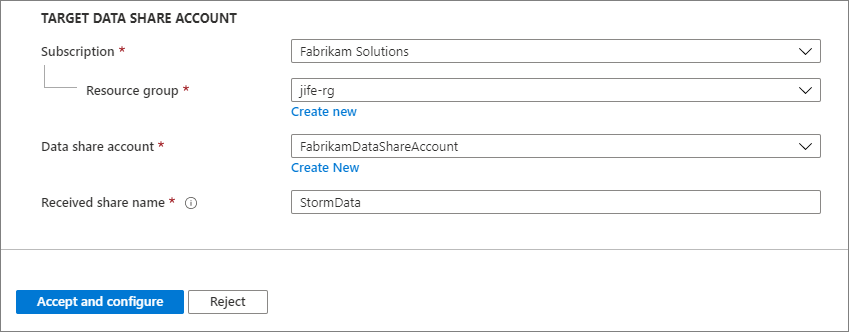 TARGET DATA SHARE ACCOUNT
Subscription * Fabrikam Solutions
Resource group * jife-rg
Create new
Data share account * FabrikamDataShareAccount
Create New
Received share name * StormData
Accept and configure Reject